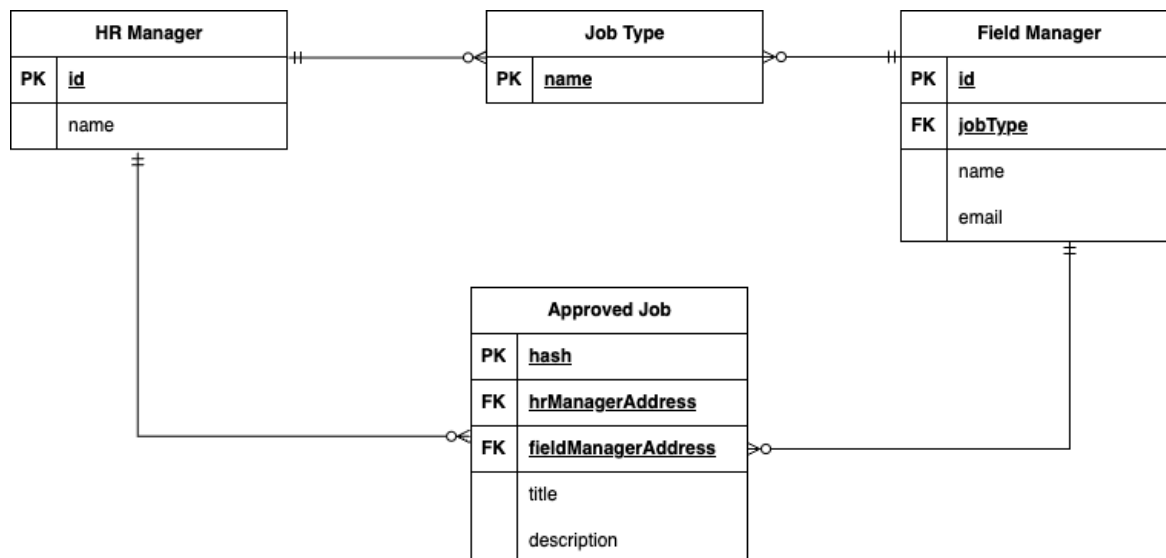 HR Manager
PK id
name
Job Type
PK name
Field Manager
PK id
FK jobType
name
email
Approved Job
PK hash
FK hrManagerAddress
FK fieldManagerAddress
title
description